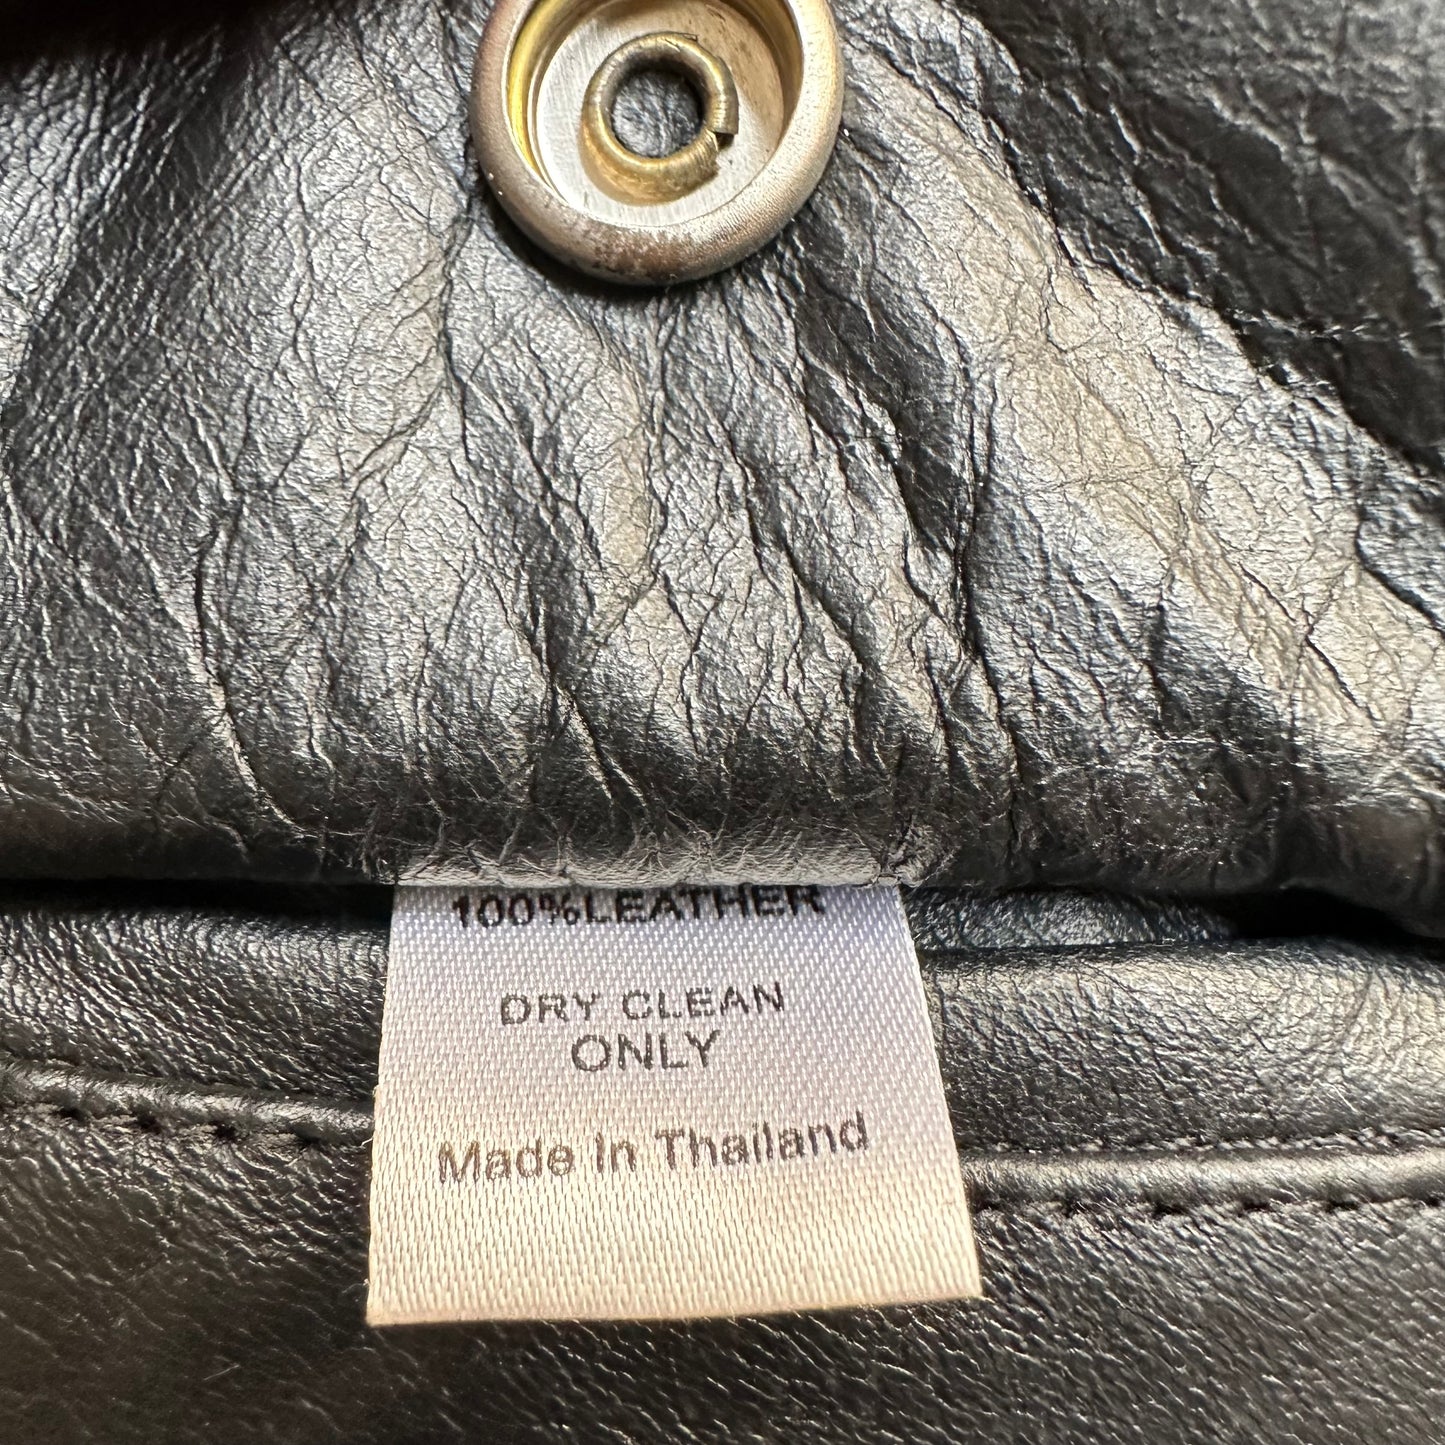 100%LEATHER
DRY CLEAN
ONLY
Made In Thailand